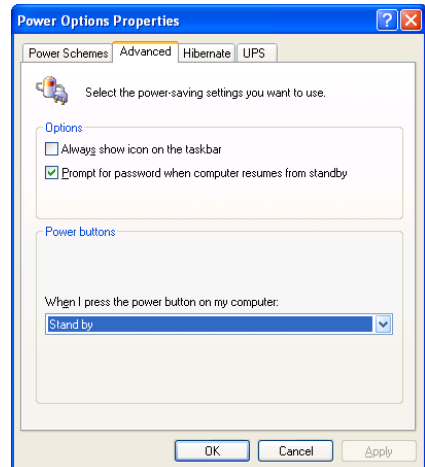 Power Options Properties
Power Schemes Advanced Hibernate UPS
Select the power-saving settings you want to use.
Options
Always show icon on the taskbar
Prompt for password when computer resumes from standby
Power buttons
When I press the power button on my computer:
Stand by
OK Cancel Apply